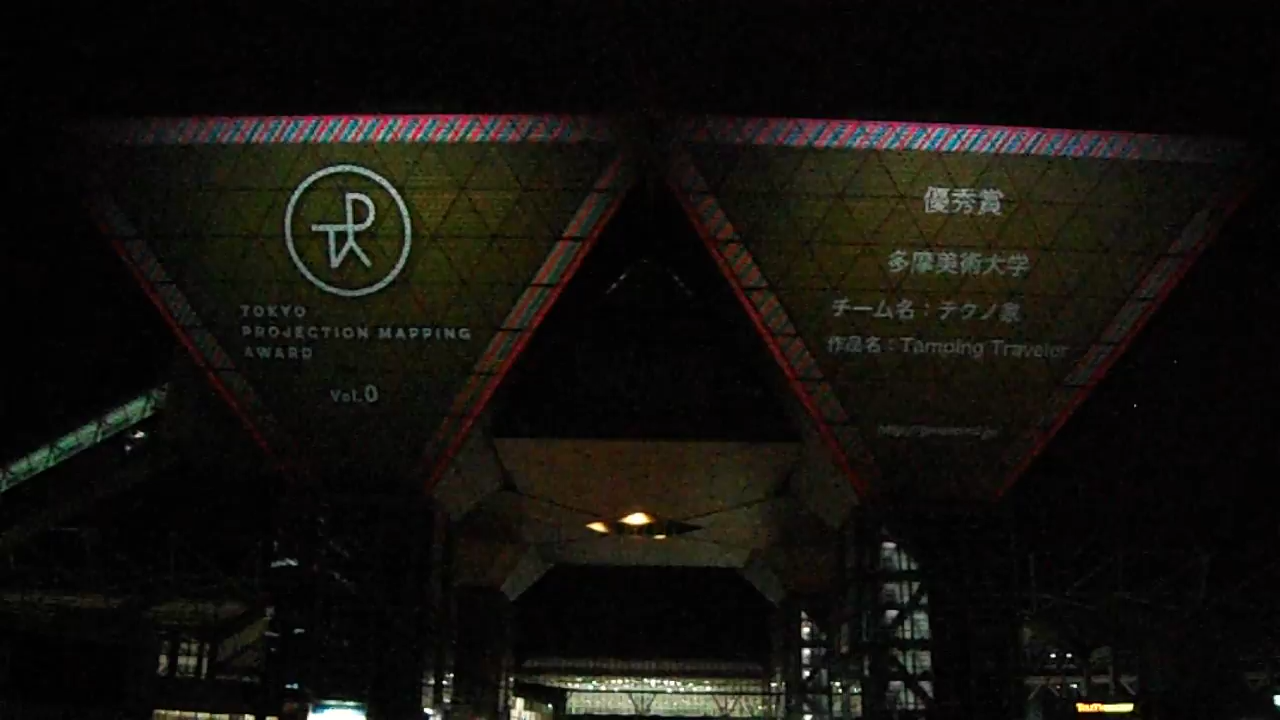 TOKYO
PROJECTION MAPPING
AWARD
Vol.0
優秀賞
多摩美術大学
チーム名：テクノ家
作品名：Tamping Traveler